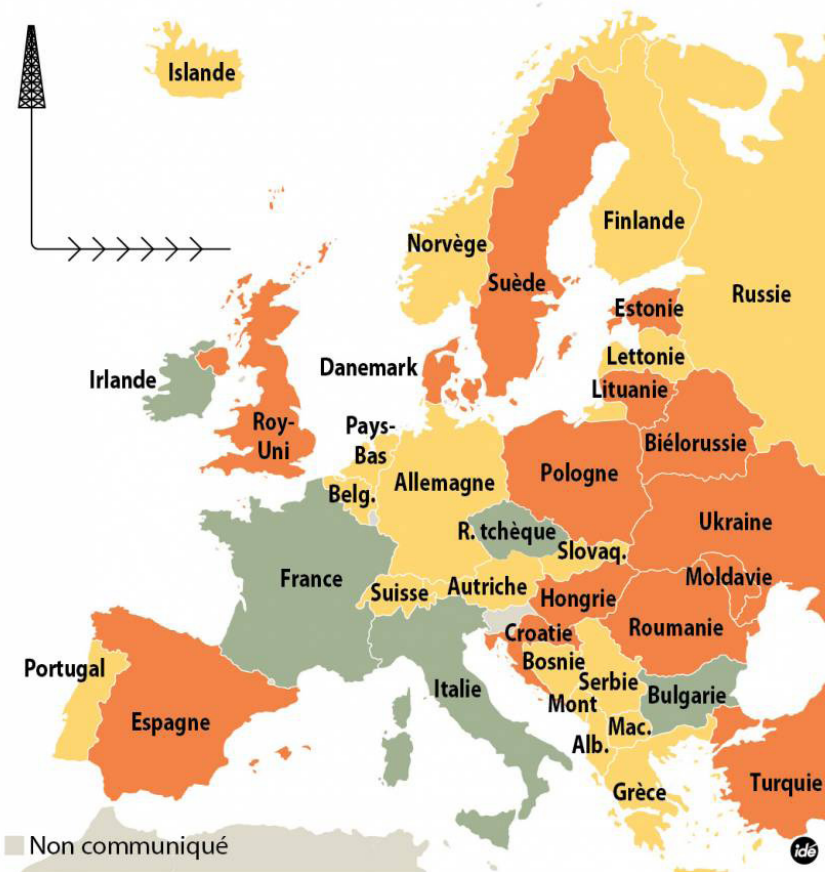 Islande
Norvège
Finlande
Suède
Russie
Estonie
Lettonie
Danemark
Irlande
Lituanie
Roy-
Uni
Pays-
Bas
Biélorussie
Pologne
Allemagne
Belg.
Ukraine
R. tchèque
Slovaq.
France
Moldavie
Suisse
Autriche
Hongrie
Roumanie
Croatie
Bosnie
Portugal
Serbie
Italie
Bulgarie
Mont
Espagne
Mac.
Alb.
Turquie
Grèce
Non communiqué
idé